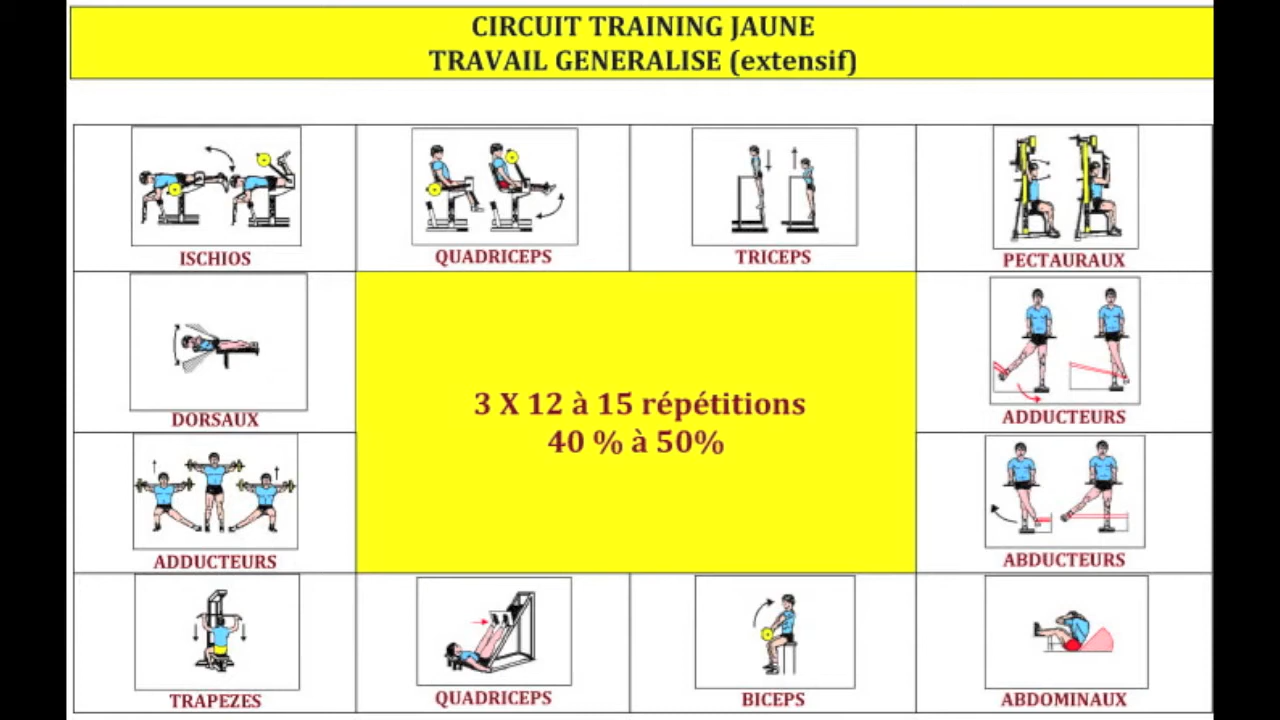 CIRCUIT TRAINING JAUNE
TRAVAIL GENERALISE (extensif)
ISCHIOS
QUADRICEPS
TRICEPS
PECTAURAUX
DORSAUX
3 X 12 à 15 répétitions
40 % à 50%
ADDUCTEURS
ADDUCTEURS
ABDUCTEURS
TRAPEZES
QUADRICEPS
BICEPS
ABDOMINAUX